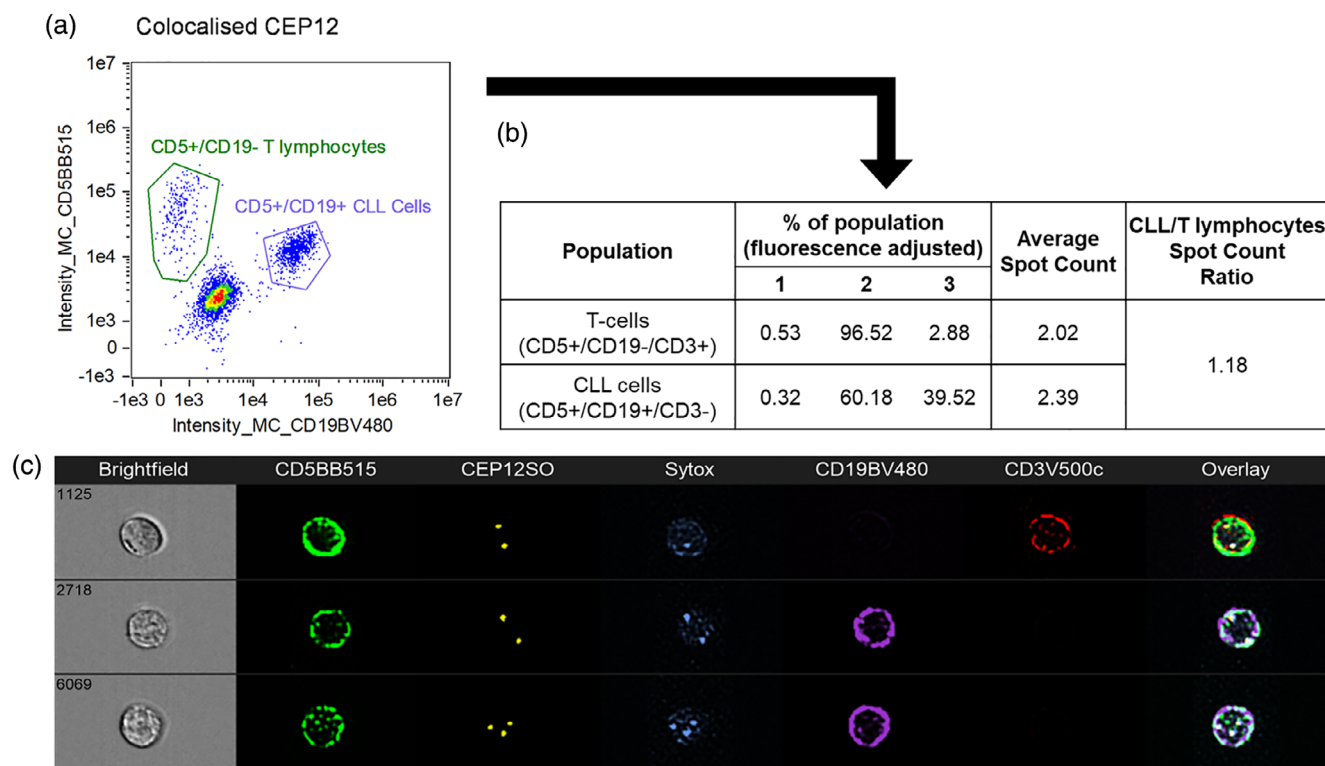 (a) Colocalised CEP12
1e7
1e6
1e5
1e4
1e3
0
-1e3
Intensity_MC_CD5BB515
CD5+/CD19- T lymphocytes
CD5+/CD19+ CLL Cells
-1e3 0 1e3 1e4 1e5 1e6 1e7
Intensity_MC_CD19BV480
(b)
Population
% of population
(fluorescence adjusted)
1 2 3
Average
Spot Count
CLL/T lymphocytes
Spot Count
Ratio
T-cells
(CD5+/CD19-/CD3+)
0.53 96.52 2.88 2.02
1.18
CLL cells
(CD5+/CD19+/CD3-)
0.32 60.18 39.52 2.39
(c)
Brightfield CD5BB515 CEP12SO Sytox CD19BV480 CD3V500c Overlay
1125
2718
6069